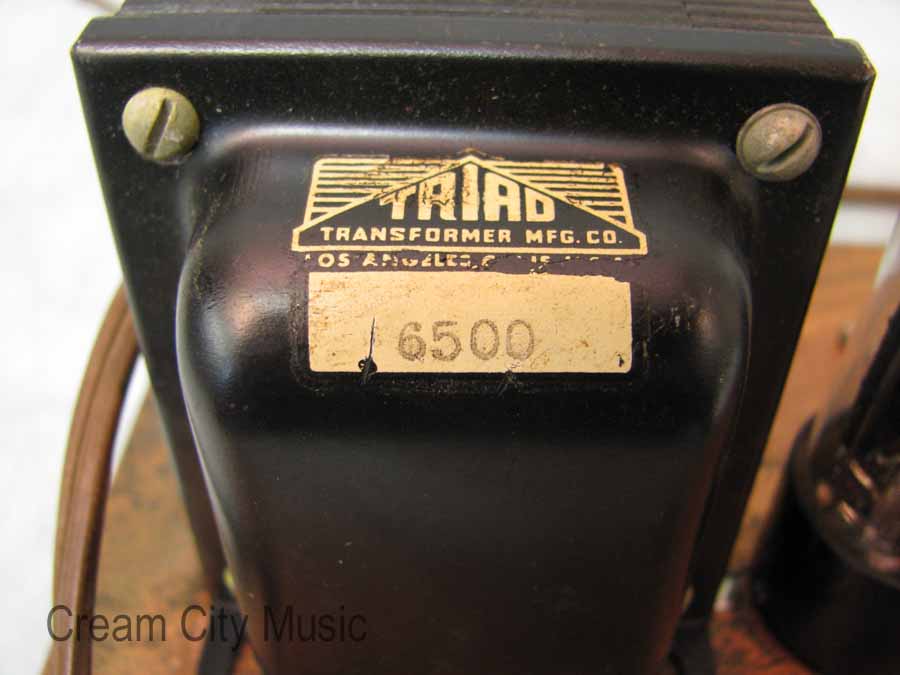 TRIAD
TRANSFORMER MFG. CO.
LOS ANGELES
6500
Cream City Music